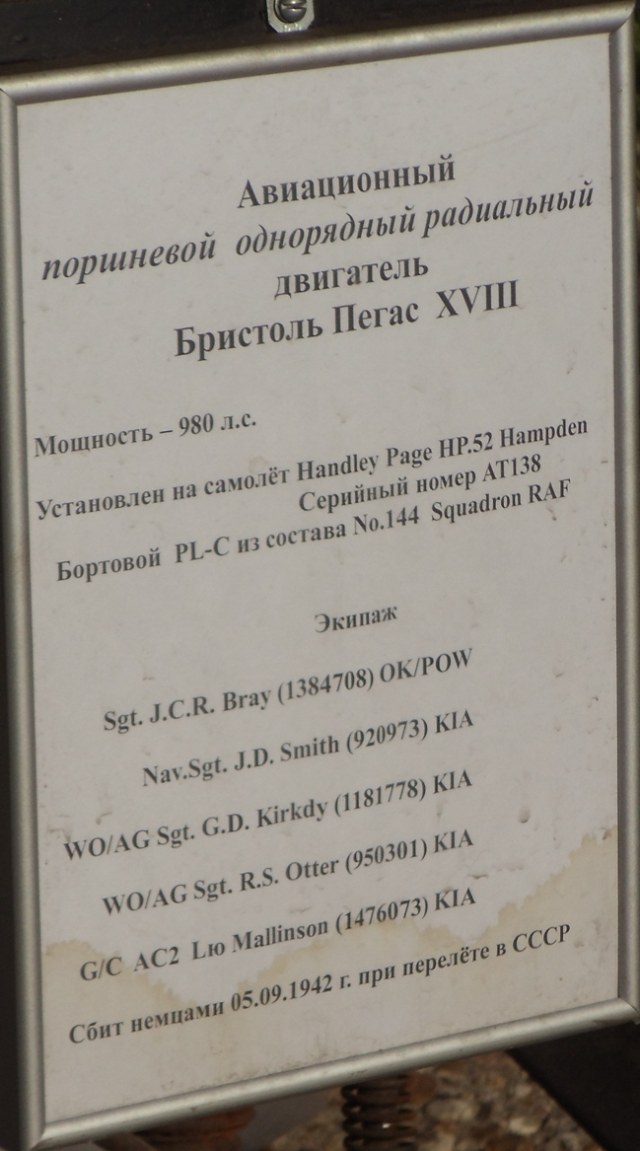 Авиационный
поршневой однорядный радиальный
двигатель
Бристоль Пегас XVIII
Мощность – 980 л.с.
Установлен на самолёт Handley Page HP.52 Hampden
Серийный номер AT138
Бортовой PL-C из состава No.144 Squadron RAF
Экипаж
Sgt. J.C.R. Bray (1384708) OK/POW
Nav.Sgt. J.D. Smith (920973) KIA
WO/AG Sgt. G.D. Kirkdy (1181778) KIA
WO/AG Sgt. R.S. Otter (950301) KIA
G/C AC2 Lю Mallinson (1476073) KIA
Сбит немцами 05.09.1942 г. при перелёте в СССР